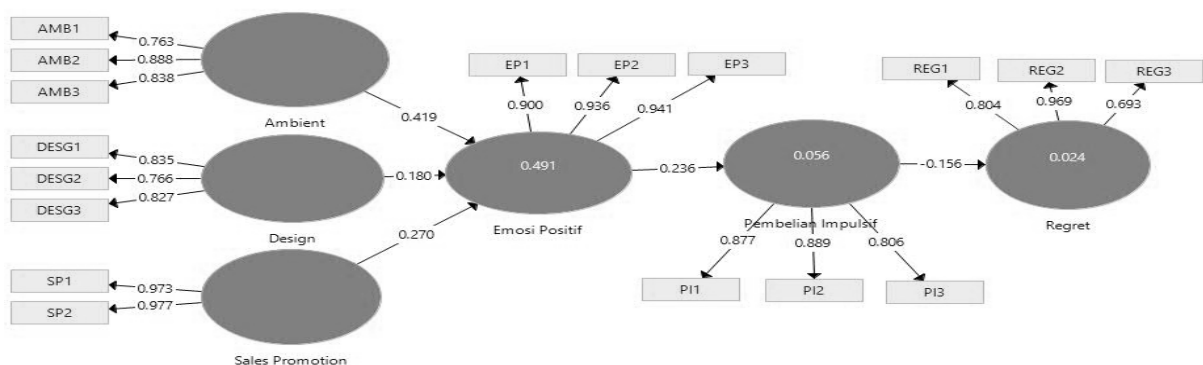 AMB1
0.763
AMB2
0.888
AMB3
0.838
Ambient
0.419
DESG1
0.835
DESG2
0.766
DESG3
0.827
Design
0.180
SP1
0.973
SP2
0.977
Sales Promotion
0.270
EP1
EP2
EP3
0.900
0.936
0.941
0.491
Emosi Positif
0.236
0.056
Pembelian Impulsif
0.877
0.889
0.806
PI1
PI2
PI3
-0.156
REG1
REG2
REG3
0.804
0.969
0.693
0.024
Regret